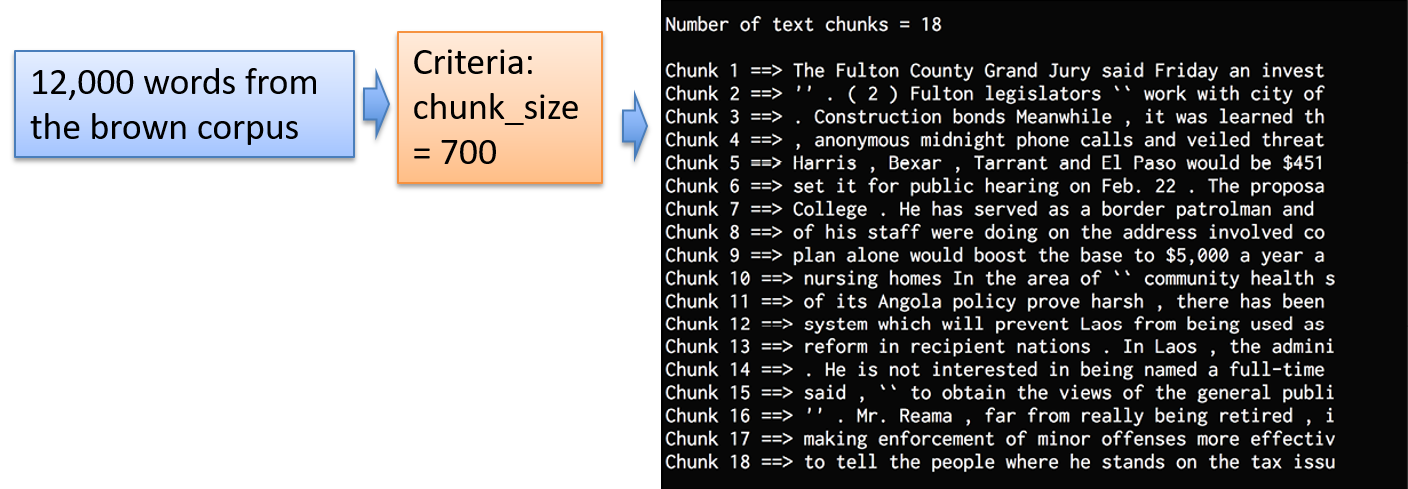 12,000 words from
the brown corpus
Criteria:
chunk_size
= 700
Number of text chunks = 18
Chunk 1 ==> The Fulton County Grand Jury said Friday an invest
Chunk 2 ==> '' . ( 2 ) Fulton legislators `` work with city of
Chunk 3 ==> . Construction bonds Meanwhile , it was learned th
Chunk 4 ==> , anonymous midnight phone calls and veiled threat
Chunk 5 ==> Harris , Bexar , Tarrant and El Paso would be $451
Chunk 6 ==> set it for public hearing on Feb. 22 . The proposa
Chunk 7 ==> College . He has served as a border patrolman and
Chunk 8 ==> of his staff were doing on the address involved co
Chunk 9 ==> plan alone would boost the base to $5,000 a year a
Chunk 10 ==> nursing homes In the area of `` community health s
Chunk 11 ==> of its Angola policy prove harsh , there has been
Chunk 12 ==> system which will prevent Laos from being used as
Chunk 13 ==> reform in recipient nations . In Laos , the admini
Chunk 14 ==> . He is not interested in being named a full-time
Chunk 15 ==> said , `` to obtain the views of the general publi
Chunk 16 ==> '' . Mr. Reama , far from really being retired , i
Chunk 17 ==> making enforcement of minor offenses more effectiv
Chunk 18 ==> to tell the people where he stands on the tax issu